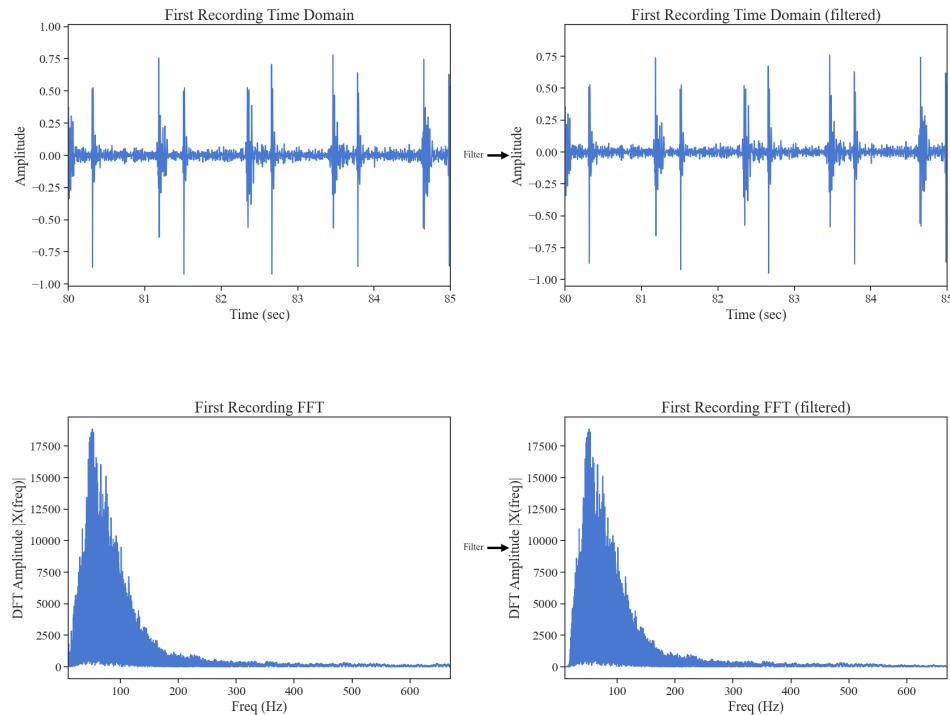 First Recording Time Domain
1.00
0.75
0.50
0.25
0.00
−0.25
−0.50
−0.75
−1.00
Amplitude
80 81 82 83 84 85
Time (sec)
Filter
First Recording Time Domain (filtered)
0.75
0.50
0.25
0.00
−0.25
−0.50
−0.75
−1.00
Amplitude
80 81 82 83 84 85
Time (sec)
First Recording FFT
17500
15000
12500
10000
7500
5000
2500
0
DFT Amplitude |X(freq)|
100 200 300 400 500 600
Freq (Hz)
Filter
First Recording FFT (filtered)
17500
15000
12500
10000
7500
5000
2500
0
DFT Amplitude |X(freq)|
100 200 300 400 500 600
Freq (Hz)